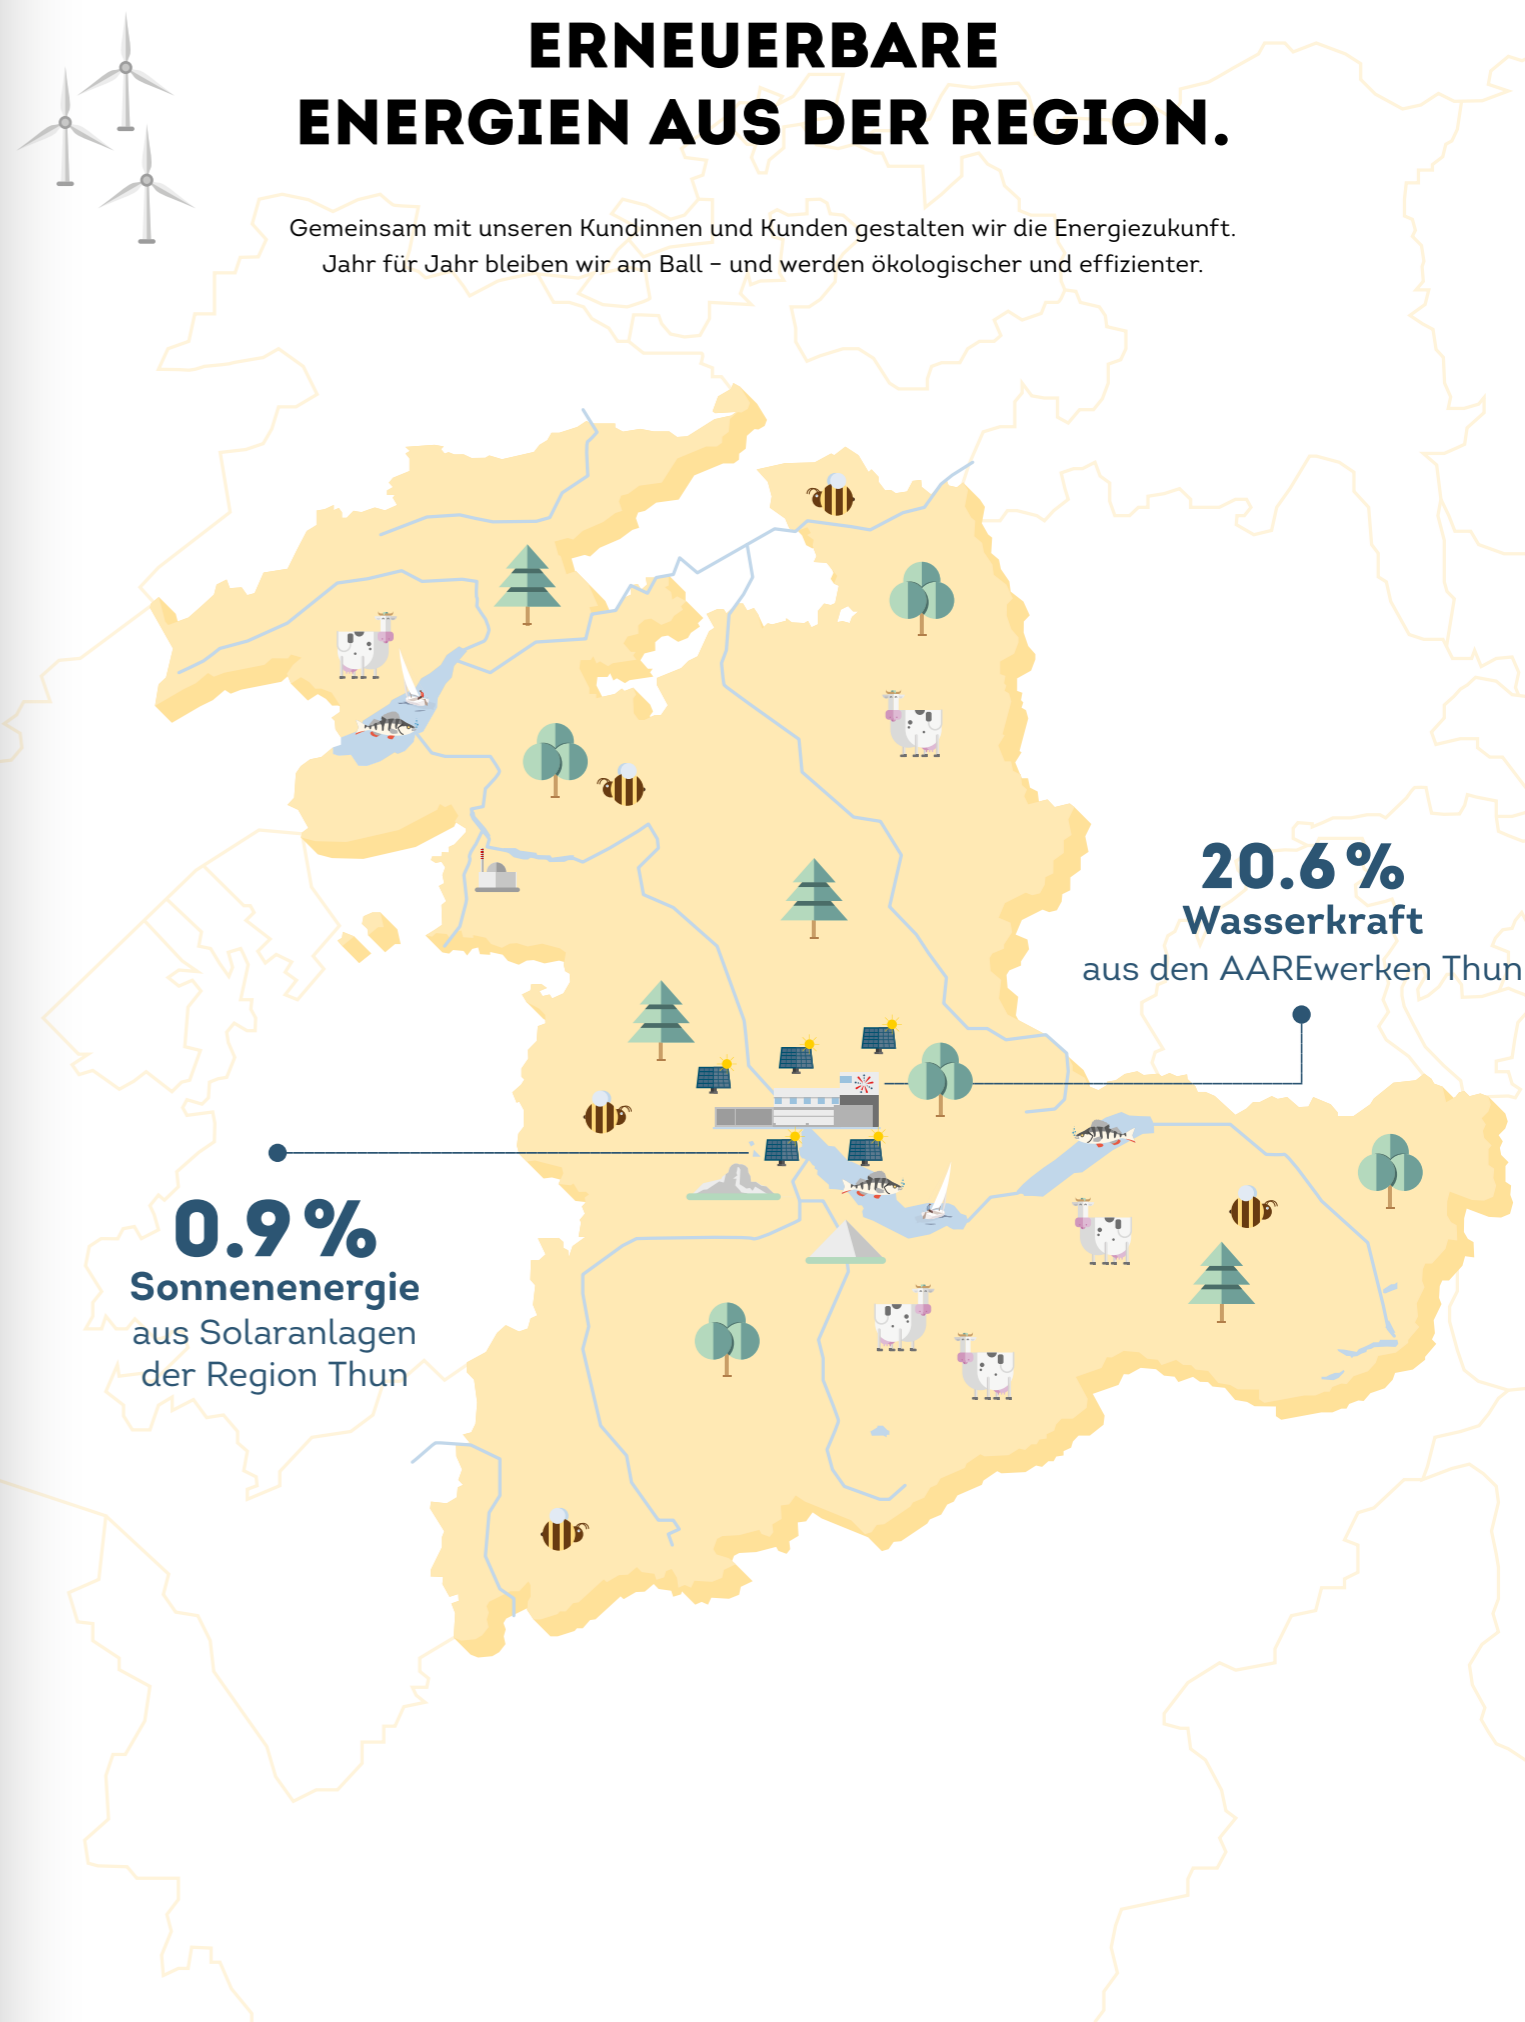 ERNEUERBARE
ENERGIEN AUS DER REGION.
Gemeinsam mit unseren Kundinnen und Kunden gestalten wir die Energiezukunft.
Jahr für Jahr bleiben wir am Ball – und werden ökologischer und effizienter.
20.6 %
Wasserkraft
aus den AAREwerken Thun
0.9 %
Sonnenenergie
aus Solaranlagen
der Region Thun